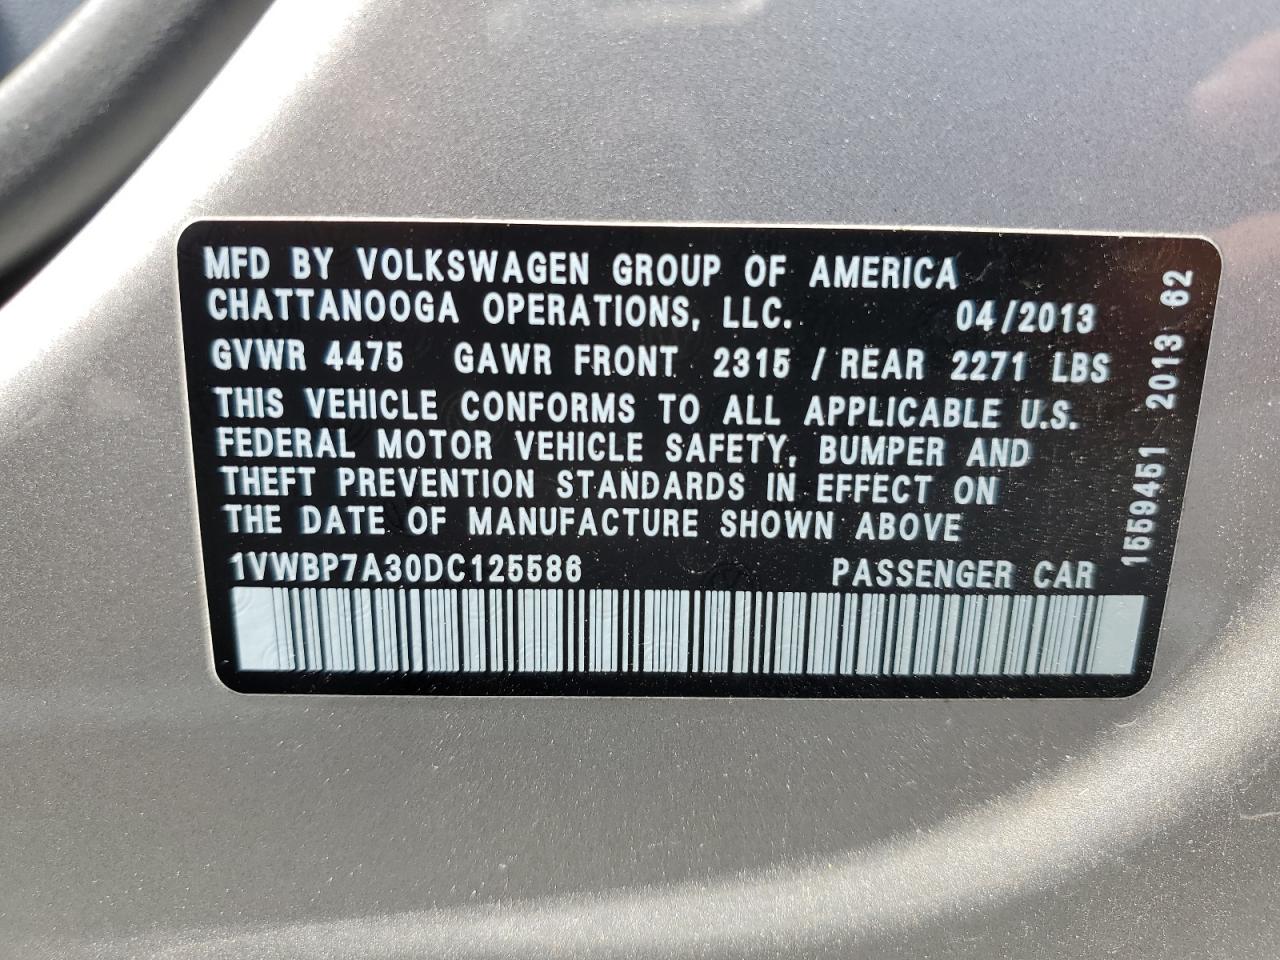 MFD BY VOLKSWAGEN GROUP OF AMERICA
CHATTANOOGA OPERATIONS, LLC. 04/2013
GVWR 4475 GAWR FRONT 2315 / REAR 2271 LBS
THIS VEHICLE CONFORMS TO ALL APPLICABLE U.S.
FEDERAL MOTOR VEHICLE SAFETY, BUMPER AND
THEFT PREVENTION STANDARDS IN EFFECT ON
THE DATE OF MANUFACTURE SHOWN ABOVE
1VWBP7A30DC125586 PASSENGER CAR
1559451 2013 62